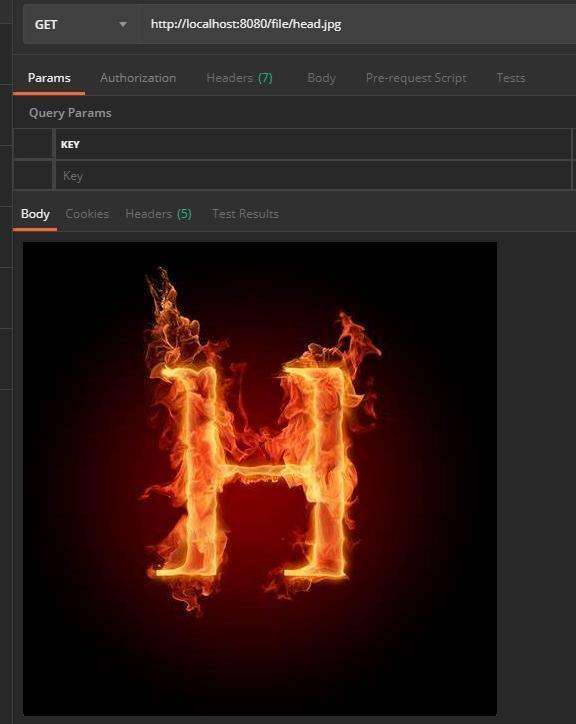 GET http://localhost:8080/file/head.jpg
Params Authorization Headers (7) Body Pre-request Script Tests
Query Params
KEY
Key
Body Cookies Headers (5) Test Results
H